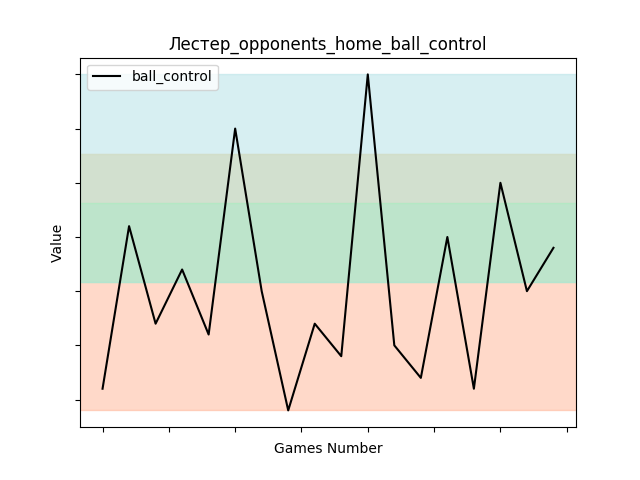 Лестер_opponents_home_ball_control
ball_control
Value
Games Number